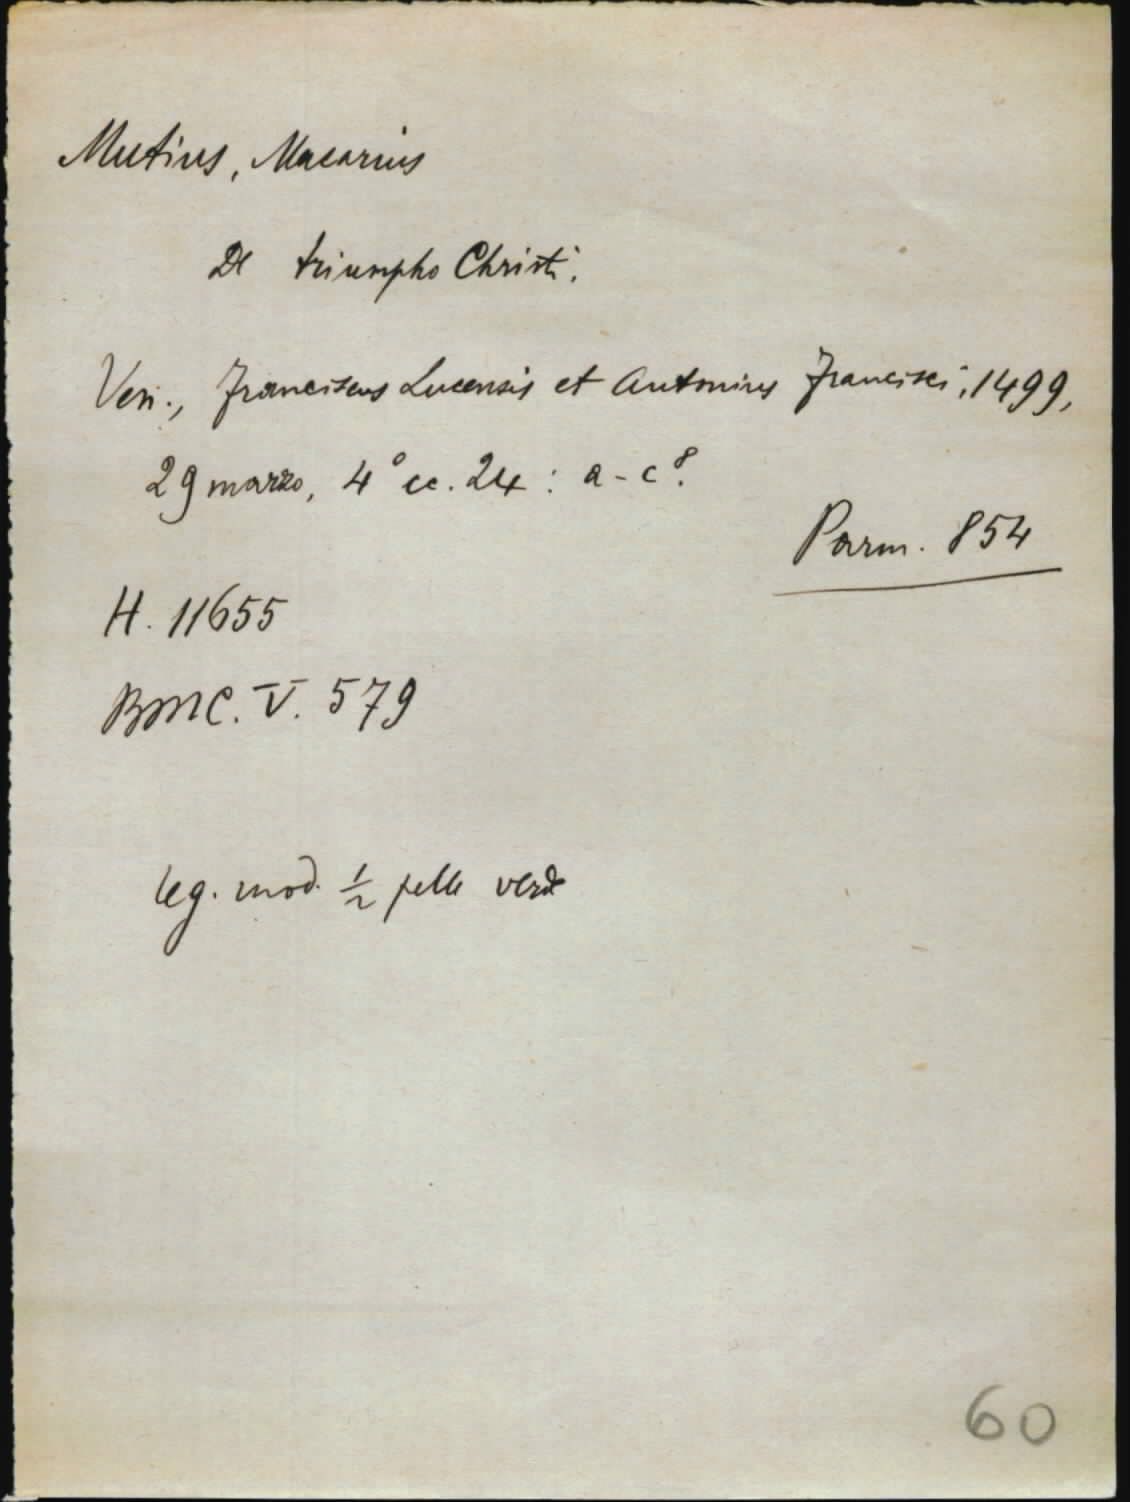 Mutius, Macarius
De triumpho Christi.
Ven., Franciscus Lucensis et Antonius Francisci, 1499,
29 marzo, 4° cc. 24 : a-c⁸.
Parm. 854
H. 11655
BMC. V. 579
leg. mod. ½ pelle verde
60